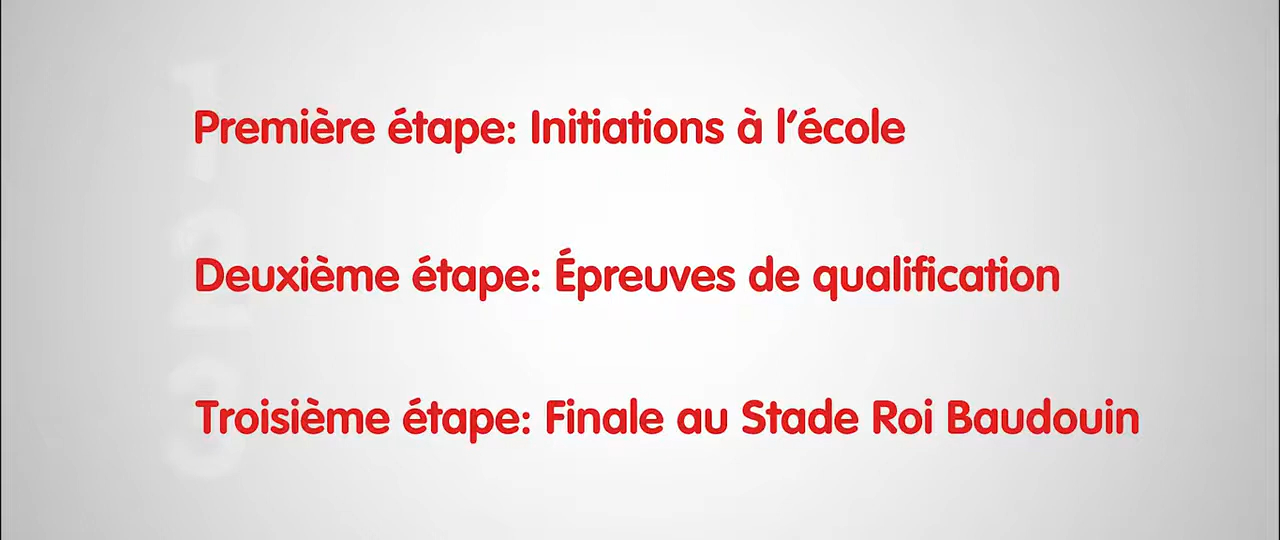 Première étape: Initiations à l'école
Deuxième étape: Épreuves de qualification
Troisième étape: Finale au Stade Roi Baudouin